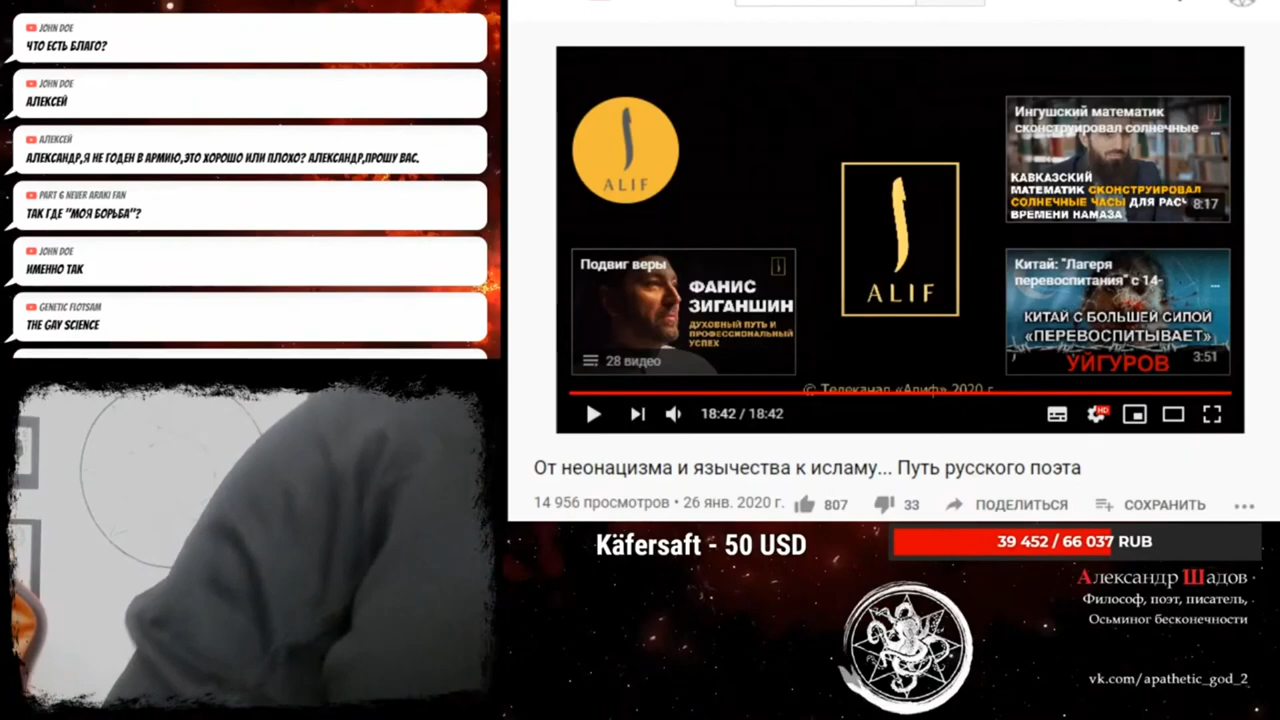 JOHN DOE
ЧТО ЕСТЬ БЛАГО?
JOHN DOE
АЛЕКСЕЙ
АЛЕКСЕЙ
АЛЕКСАНДР,Я НЕ ГОДЕН В АРМИЮ,ЭТО ХОРОШО ИЛИ ПЛОХО? АЛЕКСАНДР,ПРОШУ ВАС.
PART 6 NEVER ARAKI FAN
ТАК ГДЕ "МОЯ БОРЬБА"?
JOHN DOE
ИМЕННО ТАК
GENETIC FLOTSAM
THE GAY SCIENCE
ALIF
ALIF
Ингушский математик
сконструировал солнечные ...
КАВКАЗСКИЙ
МАТЕМАТИК СКОНСТРУИРОВАЛ
СОЛНЕЧНЫЕ ЧАСЫ ДЛЯ РАСЧ
ВРЕМЕНИ НАМАЗА
8:17
Подвиг веры
ФАНИС
ЗИГАНШИН
ДУХОВНЫЙ ПУТЬ И
ПРОФЕССИОНАЛЬНЫЙ
УСПЕХ
28 видео
Китай: "Лагеря
перевоспитания" с 14- ...
КИТАЙ С БОЛЬШЕЙ СИЛОЙ
«ПЕРЕВОСПИТЫВАЕТ»
УЙГУРОВ
3:51
© Телеканал «Алиф» 2020 г.
18:42 / 18:42
HD
От неонацизма и язычества к исламу... Путь русского поэта
14 956 просмотров • 26 янв. 2020 г.
807
33
ПОДЕЛИТЬСЯ
СОХРАНИТЬ
Käfersaft - 50 USD
39 452 / 66 037 RUB
Александр Шадов
Философ, поэт, писатель,
Осьминог бесконечности
vk.com/apathetic_god_2